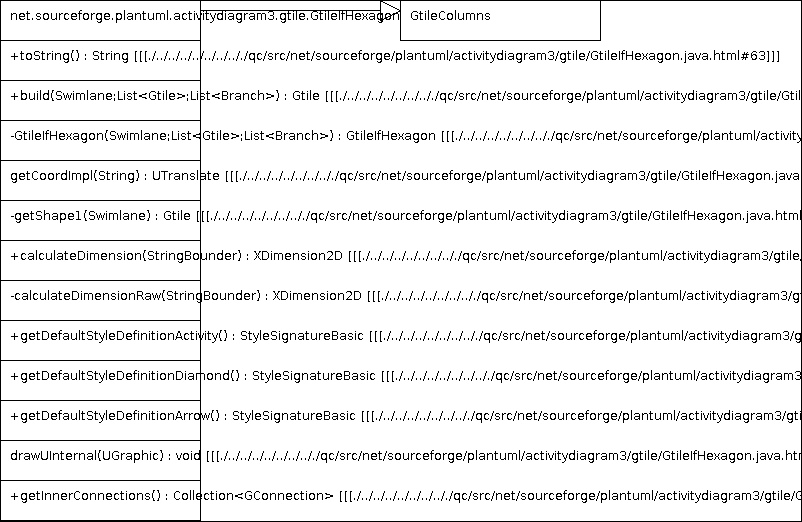 net.sourceforge.plantuml.activitydiagram3.gtile.GtileIfHexagon
GtileColumns
+toString() : String [[[./../../../../../../../qc/src/net/sourceforge/plantuml/activitydiagram3/gtile/GtileIfHexagon.java.html#63]]]
+build(Swimlane;List<Gtile>;List<Branch>) : Gtile [[[./../../../../../../../qc/src/net/sourceforge/plantuml/activitydiagram3/gtile/Gtil
-GtileIfHexagon(Swimlane;List<Gtile>;List<Branch>) : GtileIfHexagon [[[./../../../../../../../qc/src/net/sourceforge/plantuml/activity
getCoordImpl(String) : UTranslate [[[./../../../../../../../qc/src/net/sourceforge/plantuml/activitydiagram3/gtile/GtileIfHexagon.java
-getShape1(Swimlane) : Gtile [[[./../../../../../../../qc/src/net/sourceforge/plantuml/activitydiagram3/gtile/GtileIfHexagon.java.html
+calculateDimension(StringBounder) : XDimension2D [[[./../../../../../../../qc/src/net/sourceforge/plantuml/activitydiagram3/gtile/
-calculateDimensionRaw(StringBounder) : XDimension2D [[[./../../../../../../../qc/src/net/sourceforge/plantuml/activitydiagram3/gt
+getDefaultStyleDefinitionActivity() : StyleSignatureBasic [[[./../../../../../../../qc/src/net/sourceforge/plantuml/activitydiagram3/g
+getDefaultStyleDefinitionDiamond() : StyleSignatureBasic [[[./../../../../../../../qc/src/net/sourceforge/plantuml/activitydiagram3
+getDefaultStyleDefinitionArrow() : StyleSignatureBasic [[[./../../../../../../../qc/src/net/sourceforge/plantuml/activitydiagram3/gti
drawUInternal(UGraphic) : void [[[./../../../../../../../qc/src/net/sourceforge/plantuml/activitydiagram3/gtile/GtileIfHexagon.java.htm
+getInnerConnections() : Collection<GConnection> [[[./../../../../../../../qc/src/net/sourceforge/plantuml/activitydiagram3/gtile/G